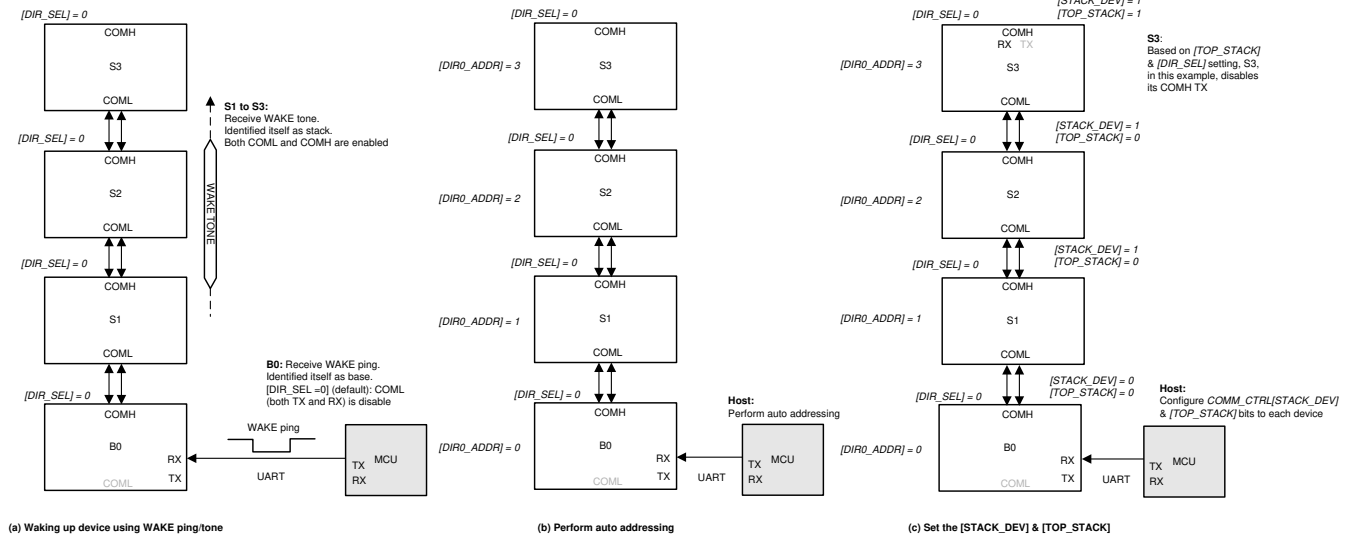 [DIR_SEL] = 0
COMH
S3
COML
[DIR_SEL] = 0
COMH
S2
COML
[DIR_SEL] = 0
COMH
S1
COML
[DIR_SEL] = 0
COMH
B0
RX
TX
COML
S1 to S3:
Receive WAKE tone.
Identified itself as stack.
Both COML and COMH are enabled
WAKE TONE
B0: Receive WAKE ping.
Identified itself as base.
[DIR_SEL =0] (default): COML
(both TX and RX) is disable
WAKE ping
UART
TX
MCU
RX
(a) Waking up device using WAKE ping/tone
[DIR_SEL] = 0
COMH
[DIR0_ADDR] = 3
S3
COML
[DIR_SEL] = 0
COMH
[DIR0_ADDR] = 2
S2
COML
[DIR_SEL] = 0
COMH
[DIR0_ADDR] = 1
S1
COML
[DIR_SEL] = 0
COMH
[DIR0_ADDR] = 0
B0
RX
TX
COML
Host:
Perform auto addressing
UART
TX
MCU
RX
(b) Perform auto addressing
[DIR_SEL] = 0
[STACK_DEV] = 1
[TOP_STACK] = 1
COMH
RX TX
[DIR0_ADDR] = 3
S3
COML
S3:
Based on [TOP_STACK]
& [DIR_SEL] setting, S3,
in this example, disables
its COMH TX
[DIR_SEL] = 0
[STACK_DEV] = 1
[TOP_STACK] = 0
COMH
[DIR0_ADDR] = 2
S2
COML
[DIR_SEL] = 0
[STACK_DEV] = 1
[TOP_STACK] = 0
COMH
[DIR0_ADDR] = 1
S1
COML
[DIR_SEL] = 0
[STACK_DEV] = 0
[TOP_STACK] = 0
COMH
[DIR0_ADDR] = 0
B0
RX
TX
COML
Host:
Configure COMM_CTRL[STACK_DEV]
& [TOP_STACK] bits to each device
UART
TX
MCU
RX
(c) Set the [STACK_DEV] & [TOP_STACK]